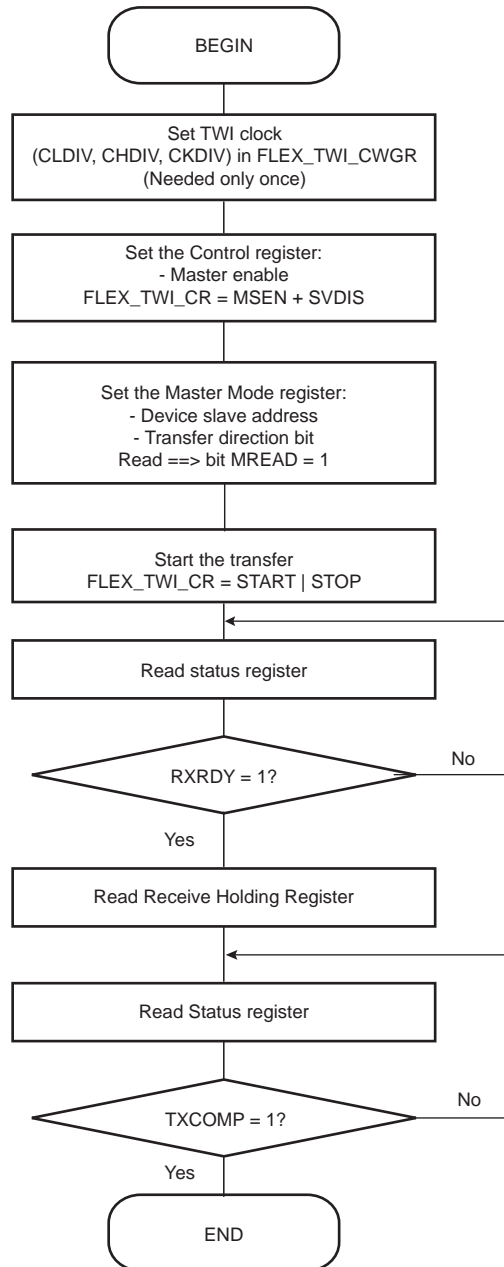 BEGIN
Set TWI clock
(CLDIV, CHDIV, CKDIV) in FLEX_TWI_CWGR
(Needed only once)
Set the Control register:
- Master enable
FLEX_TWI_CR = MSEN + SVDIS
Set the Master Mode register:
- Device slave address
- Transfer direction bit
Read ==> bit MREAD = 1
Start the transfer
FLEX_TWI_CR = START | STOP
Read status register
RXRDY = 1?
No
Yes
Read Receive Holding Register
Read Status register
TXCOMP = 1?
No
Yes
END